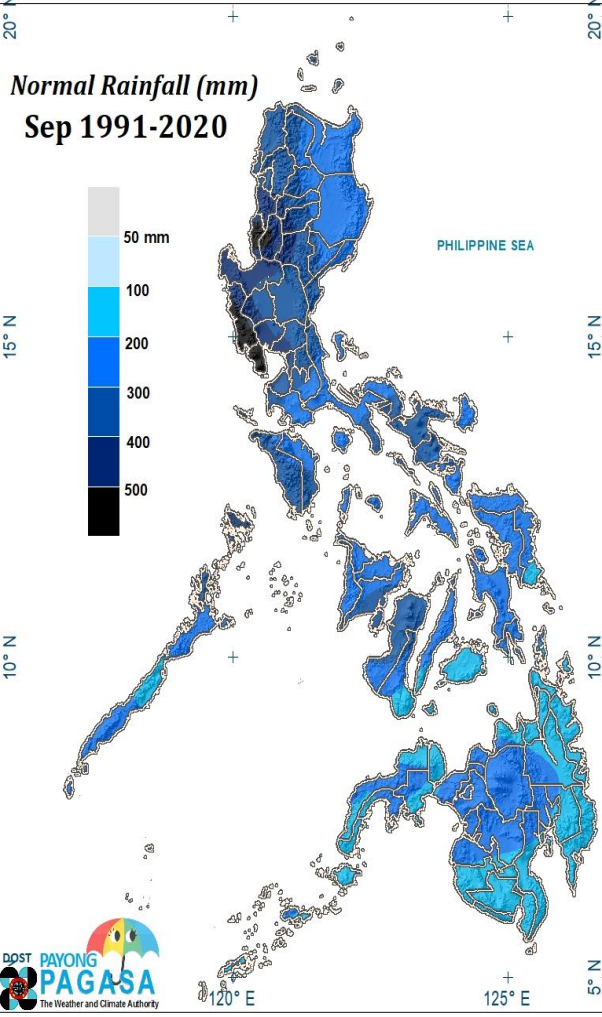 20° N
20° N
Normal Rainfall (mm)
Sep 1991-2020
50 mm
100
200
300
400
500
PHILIPPINE SEA
15° N
15° N
10° N
10° N
DOST
PAYONG
PAGASA
The Weather and Climate Authority
120° E
125° E
5° N